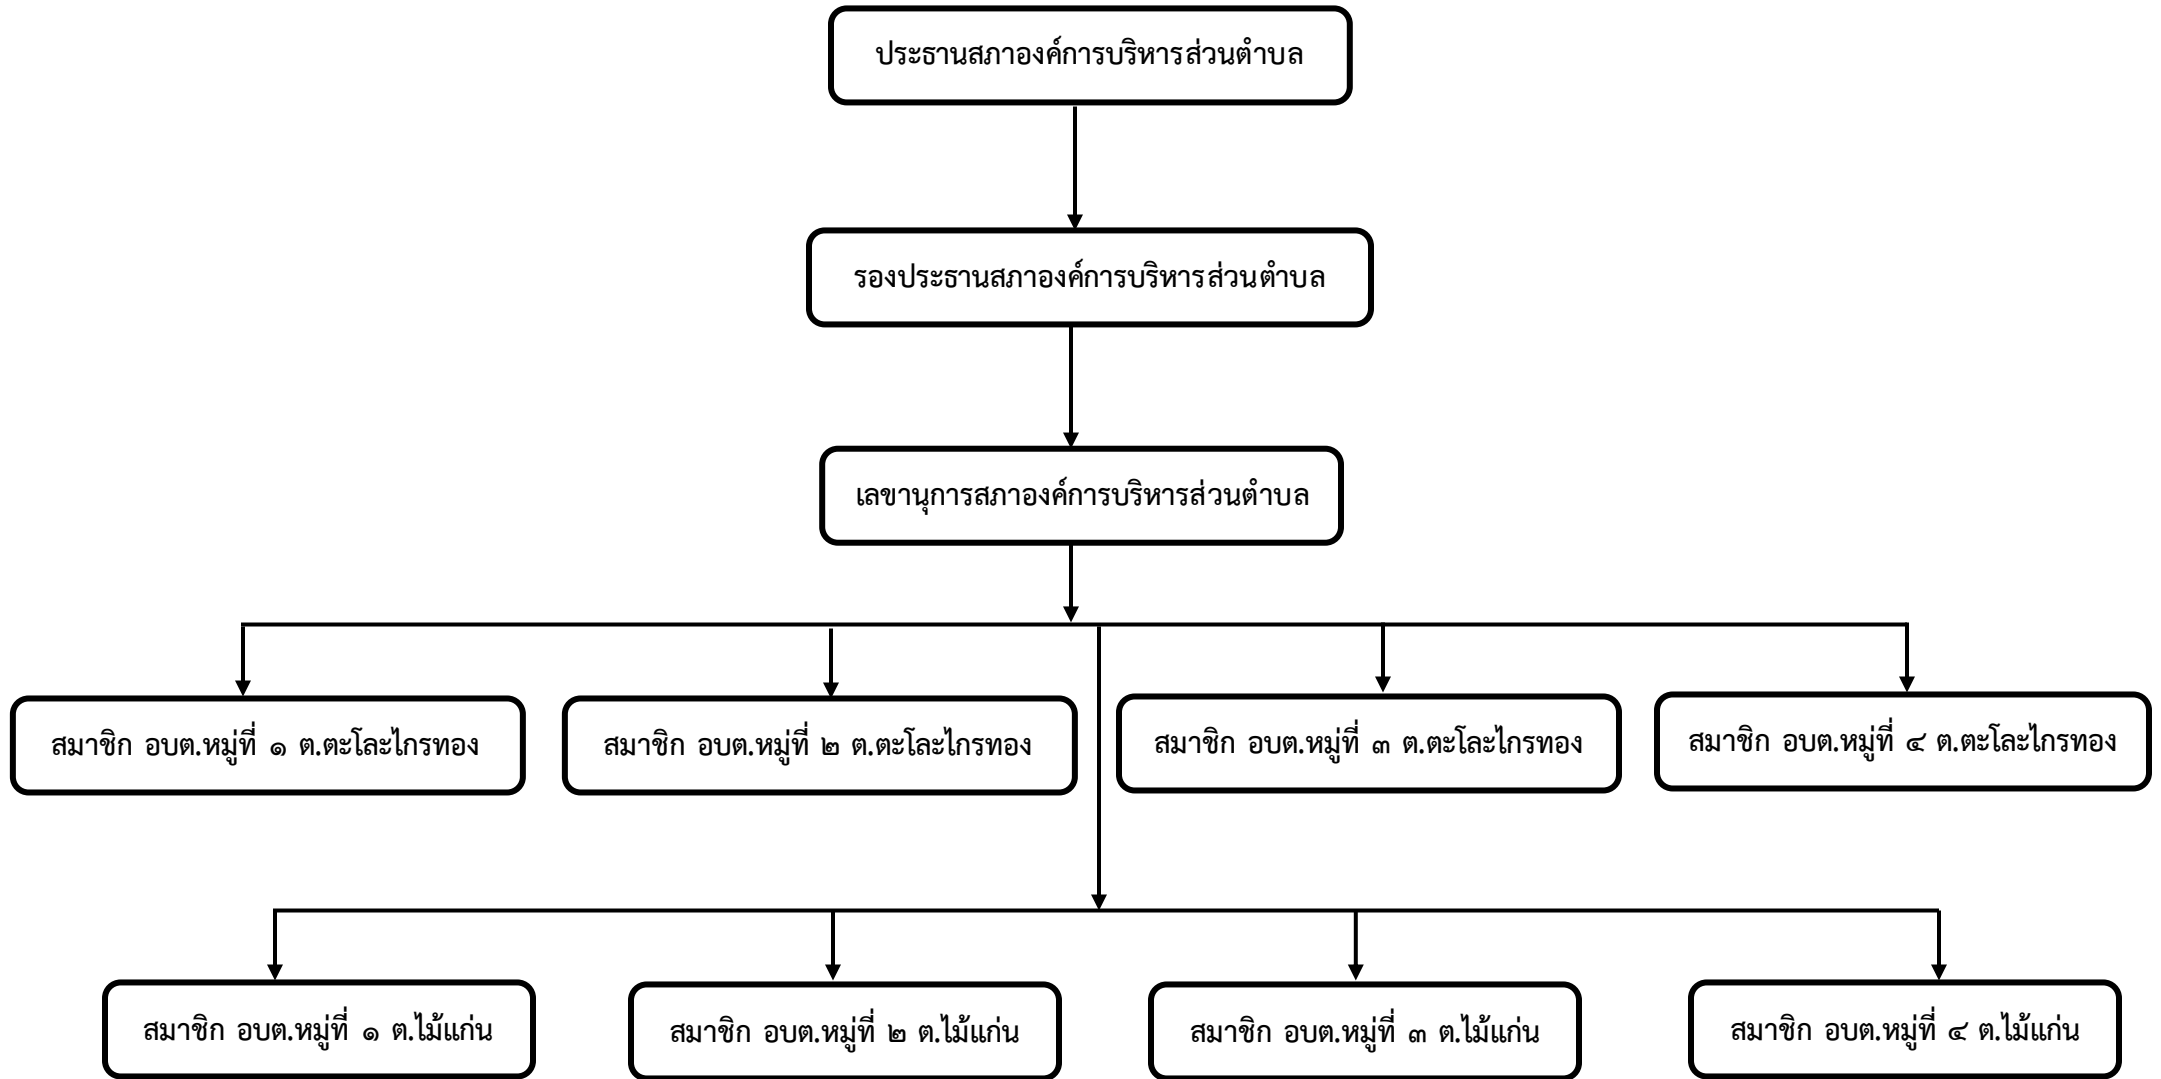 ประธานสภาองค์การบริหารส่วนตำบล
รองประธานสภาองค์การบริหารส่วนตำบล
เลขานุการสภาองค์การบริหารส่วนตำบล
สมาชิก อบต.หมู่ที่ ๑ ต.ตะโละไกรทอง
สมาชิก อบต.หมู่ที่ ๒ ต.ตะโละไกรทอง
สมาชิก อบต.หมู่ที่ ๓ ต.ตะโละไกรทอง
สมาชิก อบต.หมู่ที่ ๔ ต.ตะโละไกรทอง
สมาชิก อบต.หมู่ที่ ๑ ต.ไม้แก่น
สมาชิก อบต.หมู่ที่ ๒ ต.ไม้แก่น
สมาชิก อบต.หมู่ที่ ๓ ต.ไม้แก่น
สมาชิก อบต.หมู่ที่ ๔ ต.ไม้แก่น